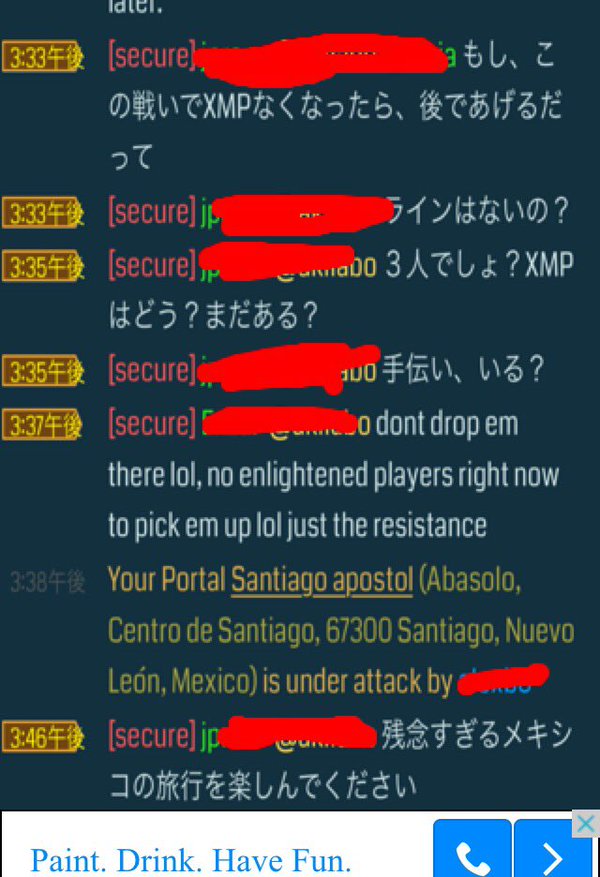 later.
3:33午後 [secure] もし、こ
の戦いでXMPなくなったら、後であげるだ
って
3:33午後 [secure] jp ラインはないの?
3:35午後 [secure] 3人でしょ?XMP
はどう?まだある?
3:35午後 [secure] 手伝い、いる?
3:37午後 [secure] dont drop em
there lol, no enlightened players right now
to pick em up lol just the resistance
3:38午後 Your Portal Santiago apostol (Abasolo,
Centro de Santiago, 67300 Santiago, Nuevo
León, Mexico) is under attack by
3:46午後 [secure] jp 残念すぎるメキシ
コの旅行を楽しんでください
Paint. Drink. Have Fun.